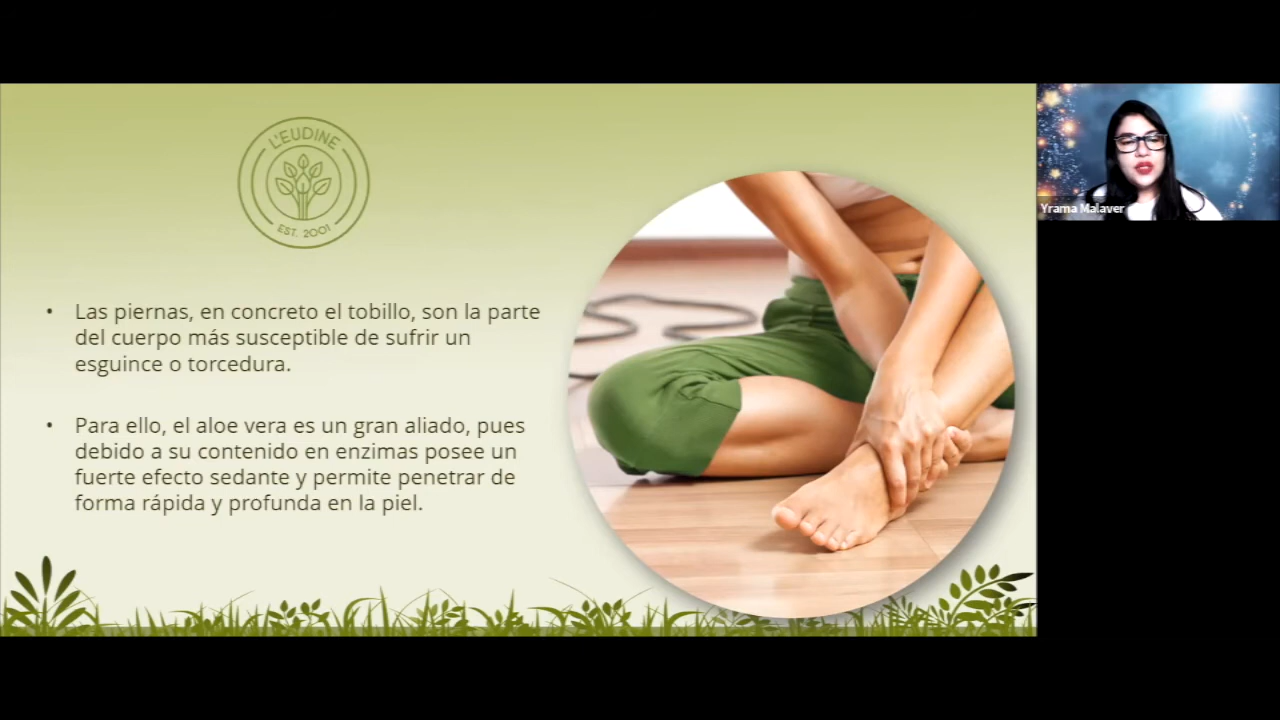 L'EUDINE
EST. 2001
• Las piernas, en concreto el tobillo, son la parte
del cuerpo más susceptible de sufrir un
esguince o torcedura.
• Para ello, el aloe vera es un gran aliado, pues
debido a su contenido en enzimas posee un
fuerte efecto sedante y permite penetrar de
forma rápida y profunda en la piel.
Yrama Malaver